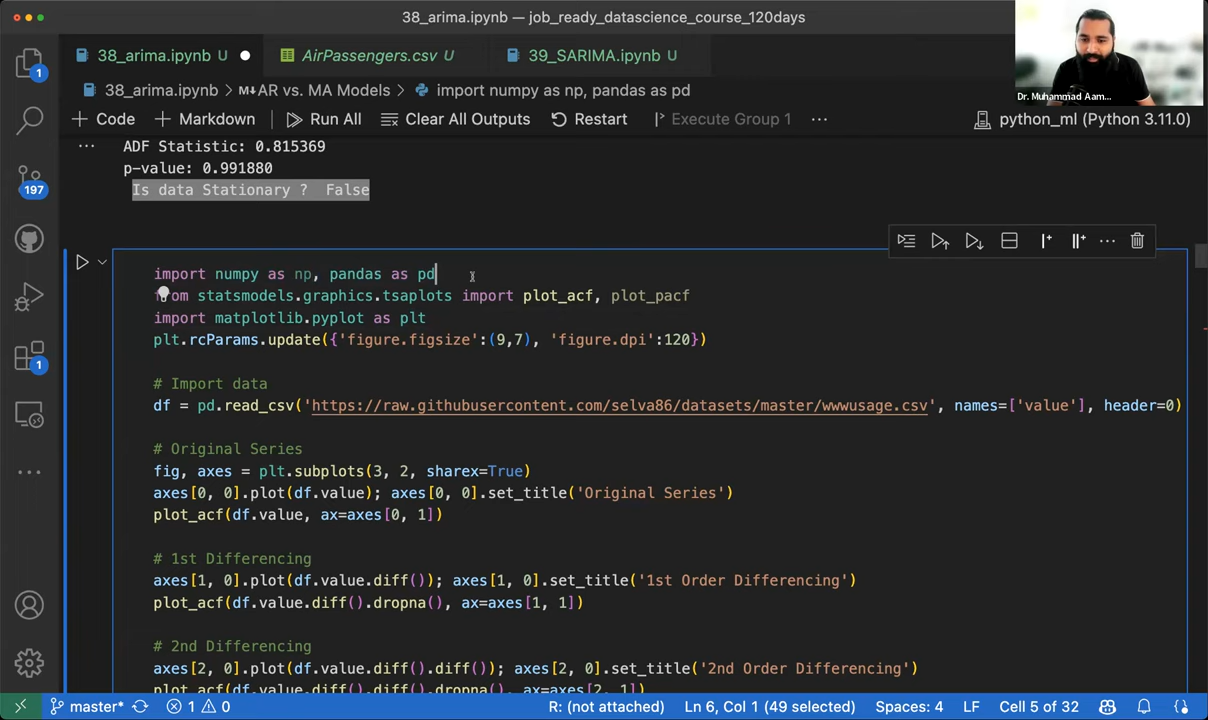 38_arima.ipynb — job_ready_datascience_course_120days
38_arima.ipynb U
AirPassengers.csv U
39_SARIMA.ipynb U
38_arima.ipynb > M↓AR vs. MA Models > import numpy as np, pandas as pd
+ Code + Markdown | Run All Clear All Outputs Restart Execute Group 1 ...
python_ml (Python 3.11.0)
Dr. Muhammad Aam...
1
197
1
... ADF Statistic: 0.815369
p-value: 0.991880
Is data Stationary ? False
import numpy as np, pandas as pd
from statsmodels.graphics.tsaplots import plot_acf, plot_pacf
import matplotlib.pyplot as plt
plt.rcParams.update({'figure.figsize':(9,7), 'figure.dpi':120})
# Import data
df = pd.read_csv('https://raw.githubusercontent.com/selva86/datasets/master/wwwusage.csv', names=['value'], header=0)
# Original Series
fig, axes = plt.subplots(3, 2, sharex=True)
axes[0, 0].plot(df.value); axes[0, 0].set_title('Original Series')
plot_acf(df.value, ax=axes[0, 1])
# 1st Differencing
axes[1, 0].plot(df.value.diff()); axes[1, 0].set_title('1st Order Differencing')
plot_acf(df.value.diff().dropna(), ax=axes[1, 1])
# 2nd Differencing
axes[2, 0].plot(df.value.diff().diff()); axes[2, 0].set_title('2nd Order Differencing')
plot_acf(df.value.diff().diff().dropna(), ax=axes[2, 1])
master* 1 0 R: (not attached) Ln 6, Col 1 (49 selected) Spaces: 4 LF Cell 5 of 32